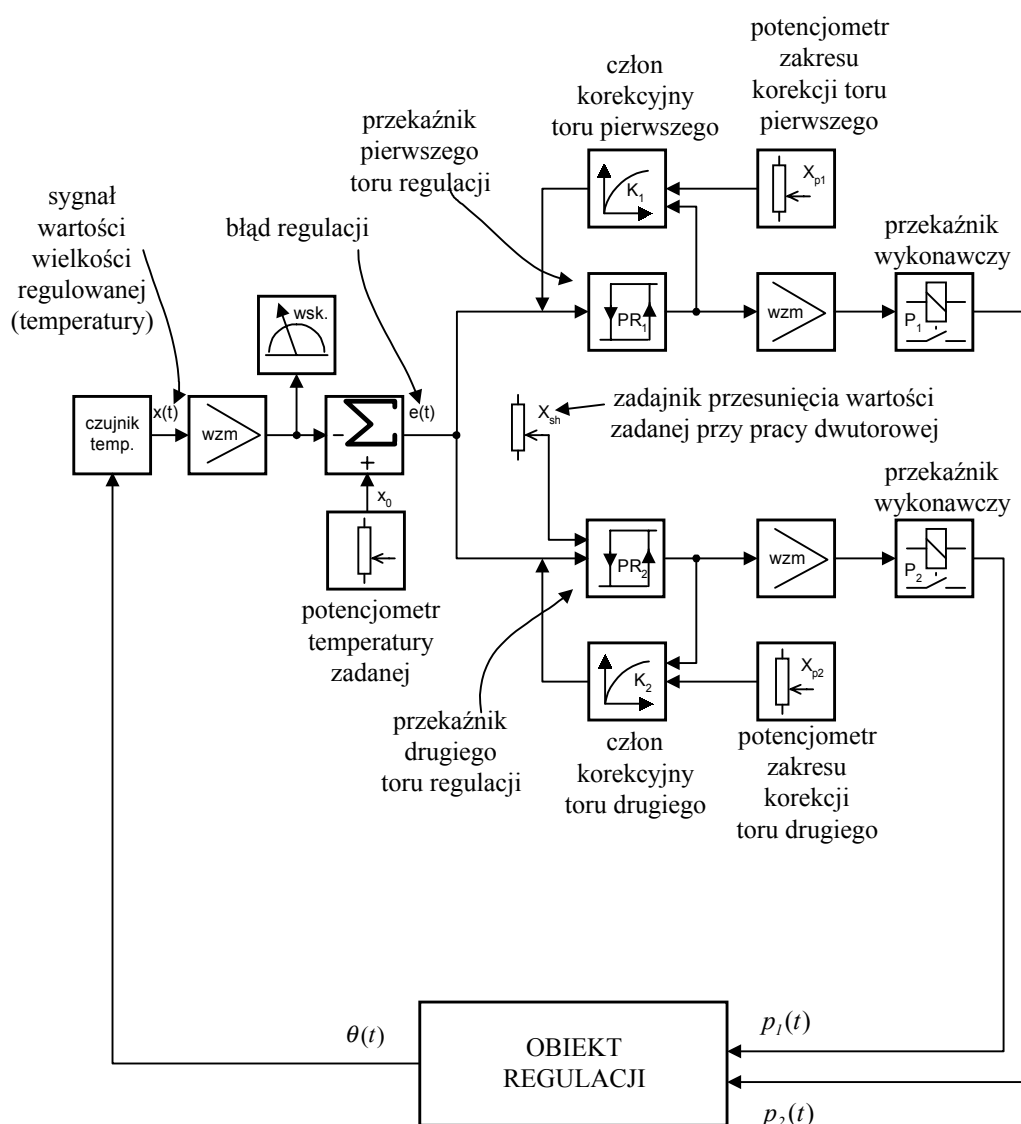 potencjometr
zakresu
korekcji toru
pierwszego
człon
korekcyjny
toru pierwszego
przekaźnik
pierwszego
toru regulacji
sygnał
wartości
wielkości
regulowanej
(temperatury)
błąd regulacji
K1
Xp1
przekaźnik
wykonawczy
wsk.
PR1
wzm
P1
czujnik
temp.
x(t)
wzm
-
Σ
+
e(t)
Xsh
zadajnik przesunięcia wartości
zadanej przy pracy dwutorowej
x0
przekaźnik
wykonawczy
PR2
wzm
P2
potencjometr
temperatury
zadanej
K2
Xp2
przekaźnik
drugiego
toru regulacji
człon
korekcyjny
toru drugiego
potencjometr
zakresu
korekcji
toru drugiego
θ(t)
OBIEKT
REGULACJI
p1(t)
p2(t)